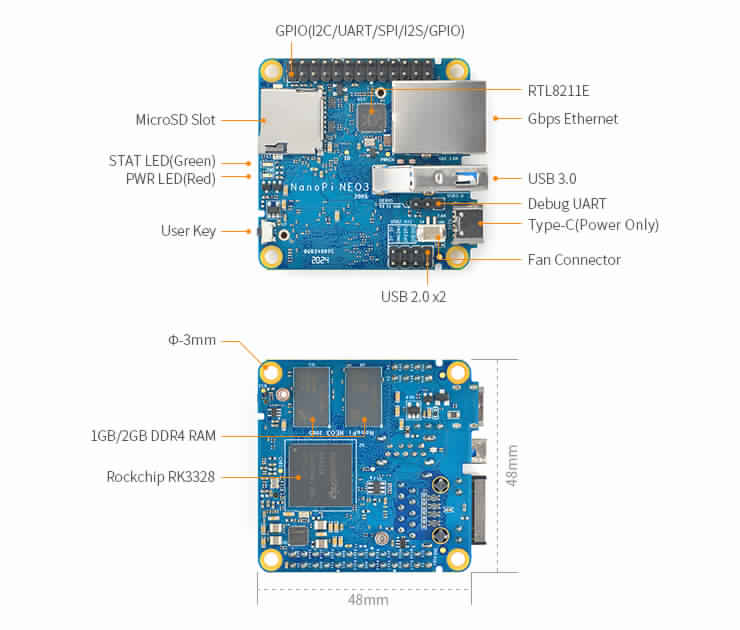 GPIO(I2C/UART/SPI/I2S/GPIO)
RTL8211E
MicroSD Slot
Gbps Ethernet
STAT LED(Green)
PWR LED(Red)
USB 3.0
NanoPi NEO3
Debug UART
Type-C(Power Only)
User Key
Fan Connector
2024
USB 2.0 x2
Φ-3mm
1GB/2GB DDR4 RAM
NanoPi NEO3
Rockchip RK3328
48mm
48mm